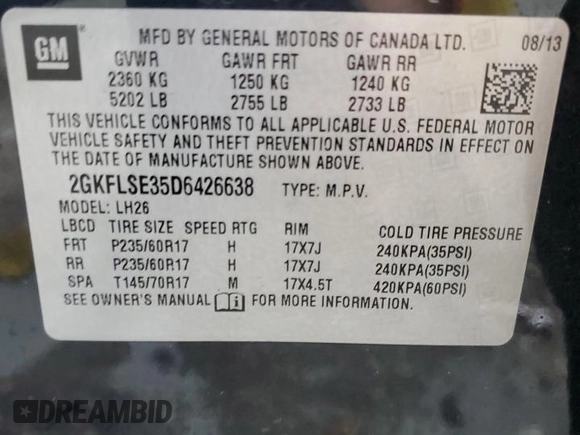 GM
MFD BY GENERAL MOTORS OF CANADA LTD. 08/13
GVWR GAWR FRT GAWR RR
2360 KG 1250 KG 1240 KG
5202 LB 2755 LB 2733 LB
THIS VEHICLE CONFORMS TO ALL APPLICABLE U.S. FEDERAL MOTOR
VEHICLE SAFETY AND THEFT PREVENTION STANDARDS IN EFFECT ON
THE DATE OF MANUFACTURE SHOWN ABOVE.
2GKFLSE35D6426638 TYPE: M.P.V.
MODEL: LH26
LBCD TIRE SIZE SPEED RTG RIM COLD TIRE PRESSURE
FRT P235/60R17 H 17X7J 240KPA(35PSI)
RR P235/60R17 H 17X7J 240KPA(35PSI)
SPA T145/70R17 M 17X4.5T 420KPA(60PSI)
SEE OWNER'S MANUAL FOR MORE INFORMATION.
DREAMBID